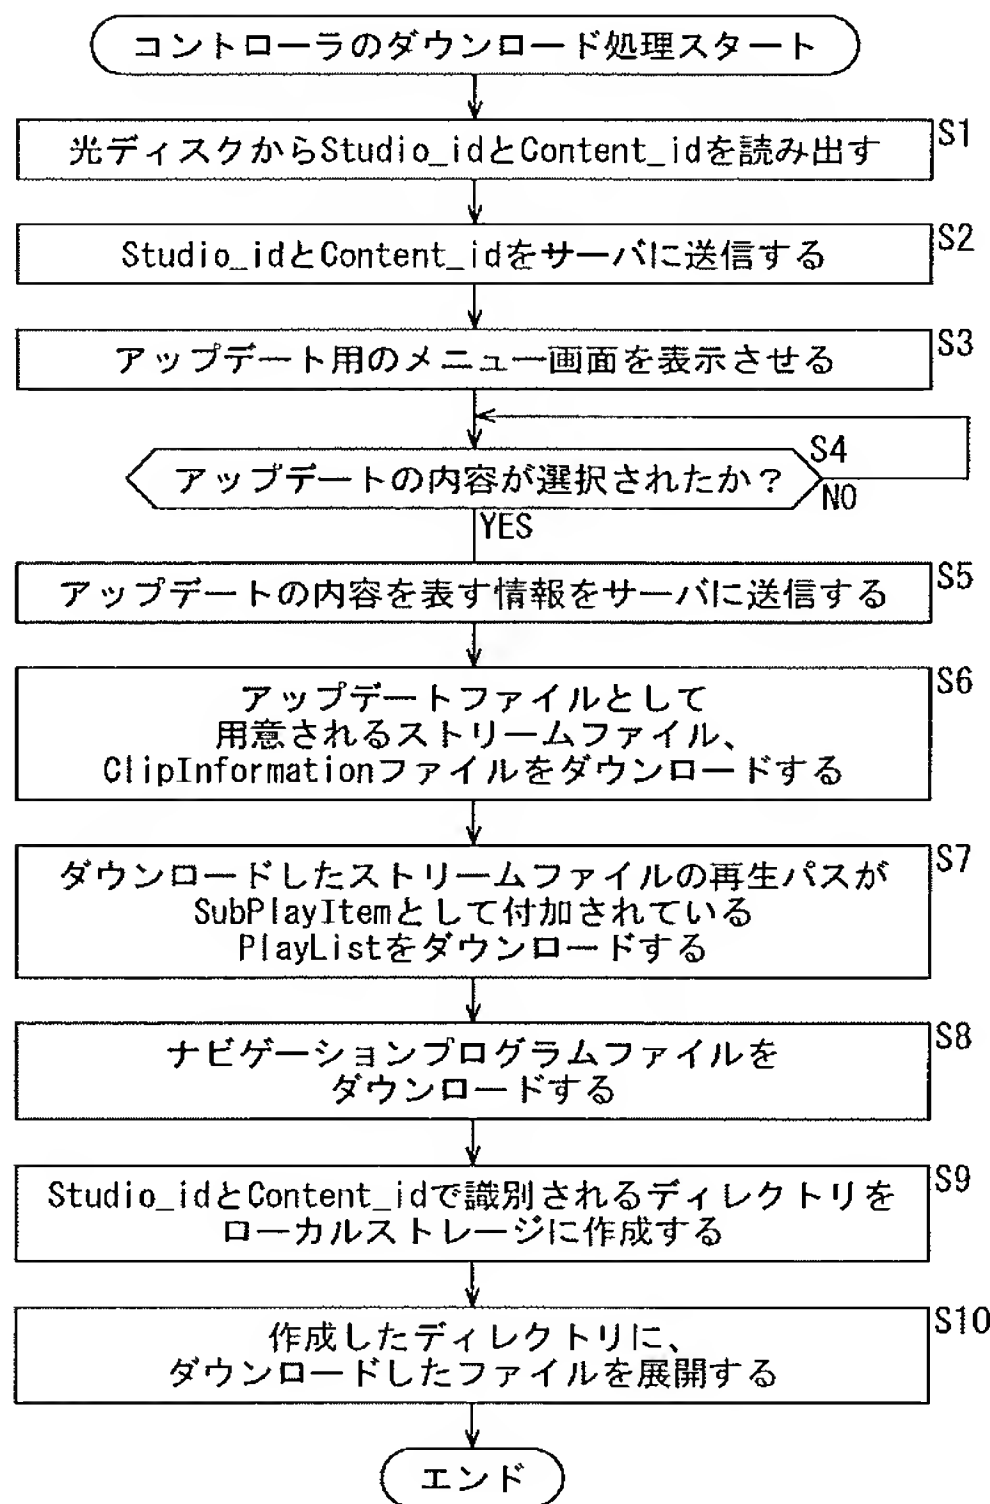 コントローラのダウンロード処理スタート
S1
光ディスクからStudio_idとContent_idを読み出す
S2
Studio_idとContent_idをサーバに送信する
S3
アップデート用のメニュー画面を表示させる
S4
アップデートの内容が選択されたか？
NO
YES
S5
アップデートの内容を表す情報をサーバに送信する
S6
アップデートファイルとして
用意されるストリームファイル、
ClipInformationファイルをダウンロードする
S7
ダウンロードしたストリームファイルの再生パスが
SubPlayItemとして付加されている
PlayListをダウンロードする
S8
ナビゲーションプログラムファイルを
ダウンロードする
S9
Studio_idとContent_idで識別されるディレクトリを
ローカルストレージに作成する
S10
作成したディレクトリに、
ダウンロードしたファイルを展開する
エンド